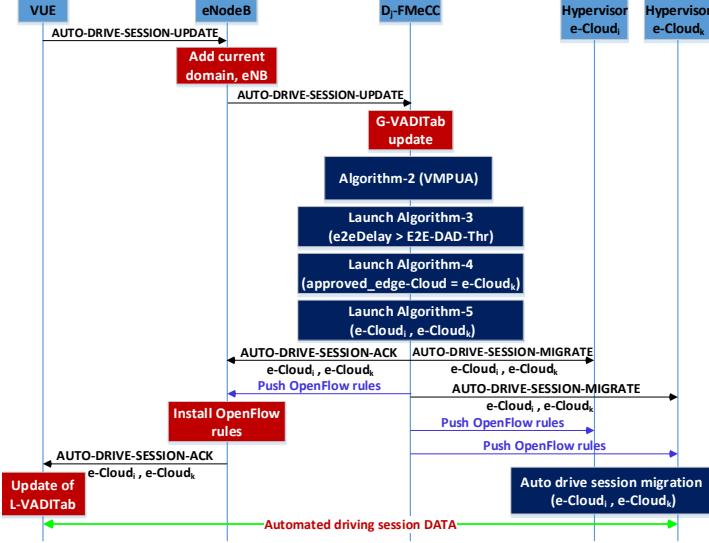 VUE
eNodeB
Dⱼ-FMeCC
Hypervisor
e-Cloudᵢ
Hypervisor
e-Cloudₖ
AUTO-DRIVE-SESSION-UPDATE
Add current
domain, eNB
AUTO-DRIVE-SESSION-UPDATE
G-VADITab
update
Algorithm-2 (VMPUA)
Launch Algorithm-3
(e2eDelay > E2E-DAD-Thr)
Launch Algorithm-4
(approved_edge-Cloud = e-Cloudₖ)
Launch Algorithm-5
(e-Cloudᵢ , e-Cloudₖ)
AUTO-DRIVE-SESSION-ACK
e-Cloudᵢ , e-Cloudₖ
AUTO-DRIVE-SESSION-MIGRATE
e-Cloudᵢ , e-Cloudₖ
Push OpenFlow rules
AUTO-DRIVE-SESSION-MIGRATE
e-Cloudᵢ , e-Cloudₖ
Install OpenFlow
rules
Push OpenFlow rules
Push OpenFlow rules
AUTO-DRIVE-SESSION-ACK
e-Cloudᵢ , e-Cloudₖ
Update of
L-VADITab
Auto drive session migration
(e-Cloudᵢ , e-Cloudₖ)
Automated driving session DATA